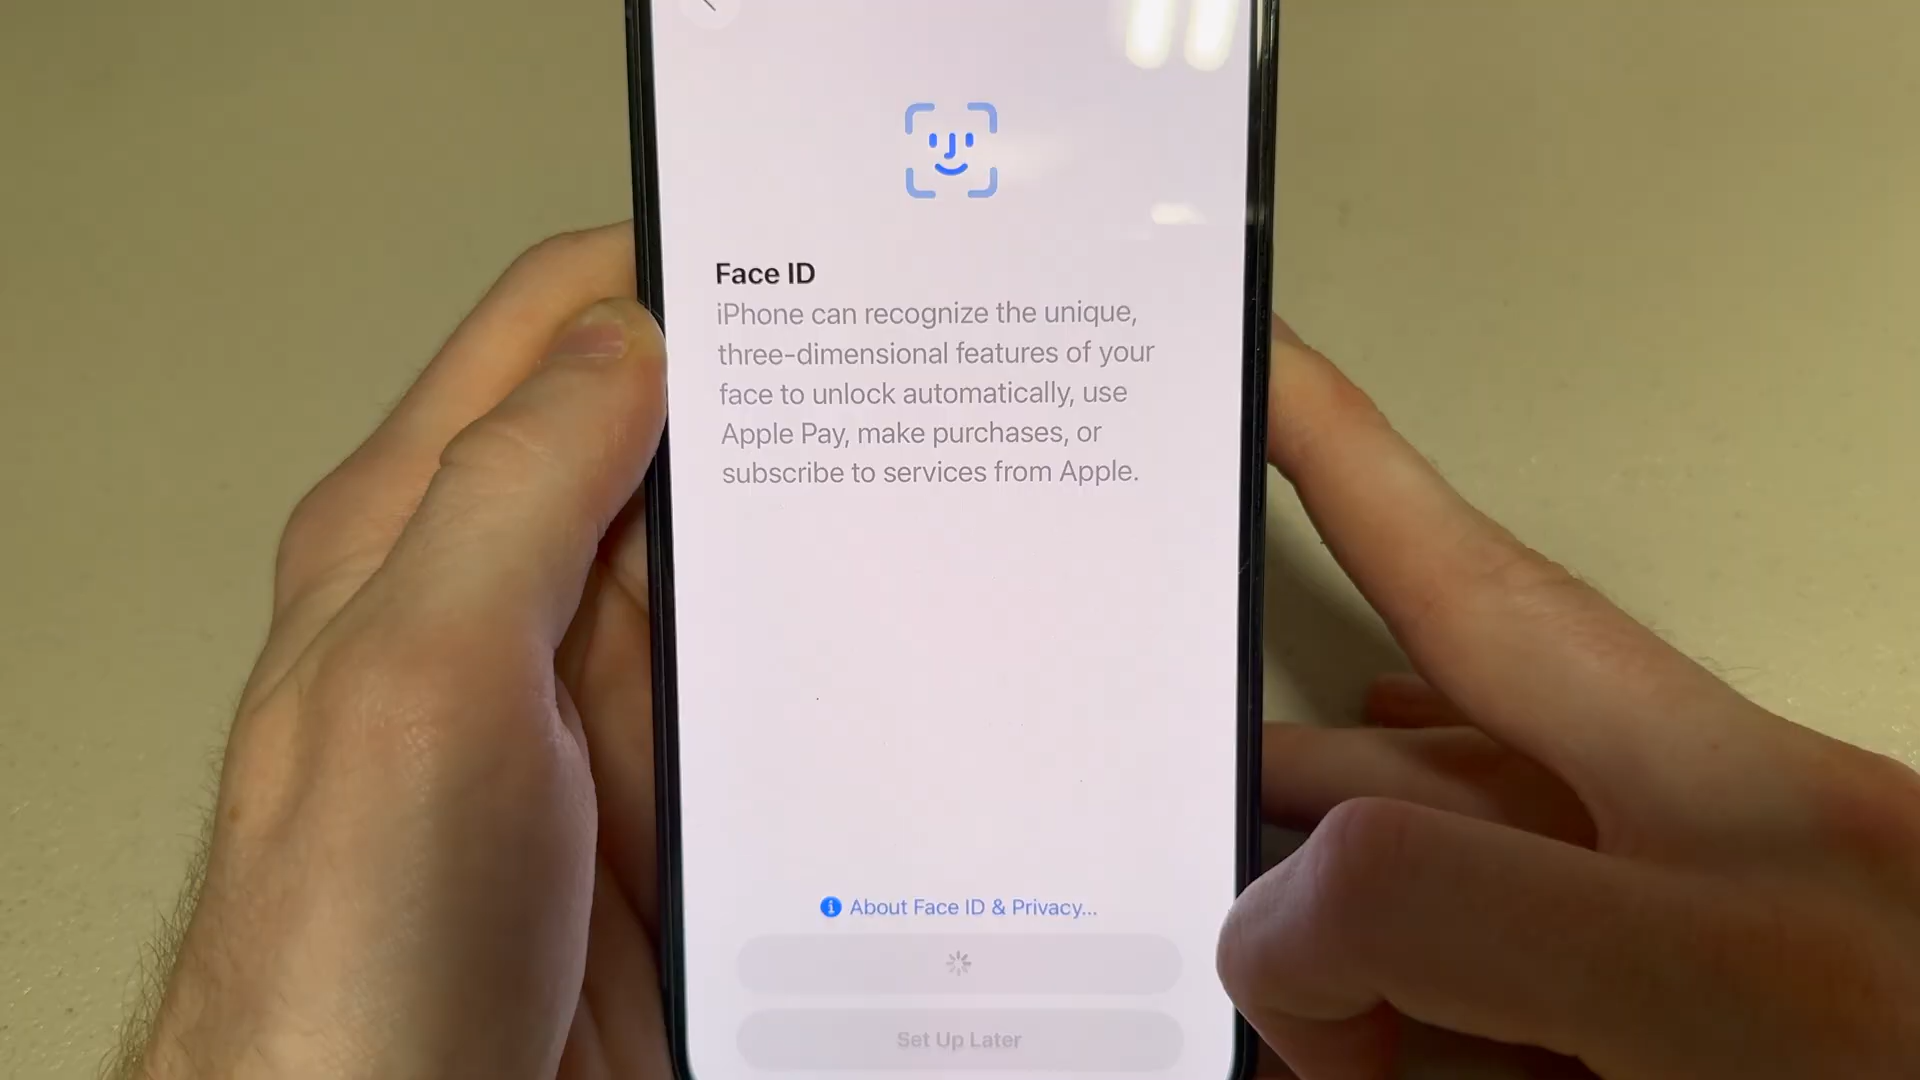 Face ID
iPhone can recognize the unique,
three-dimensional features of your
face to unlock automatically, use
Apple Pay, make purchases, or
subscribe to services from Apple.
About Face ID & Privacy...
Set Up Later